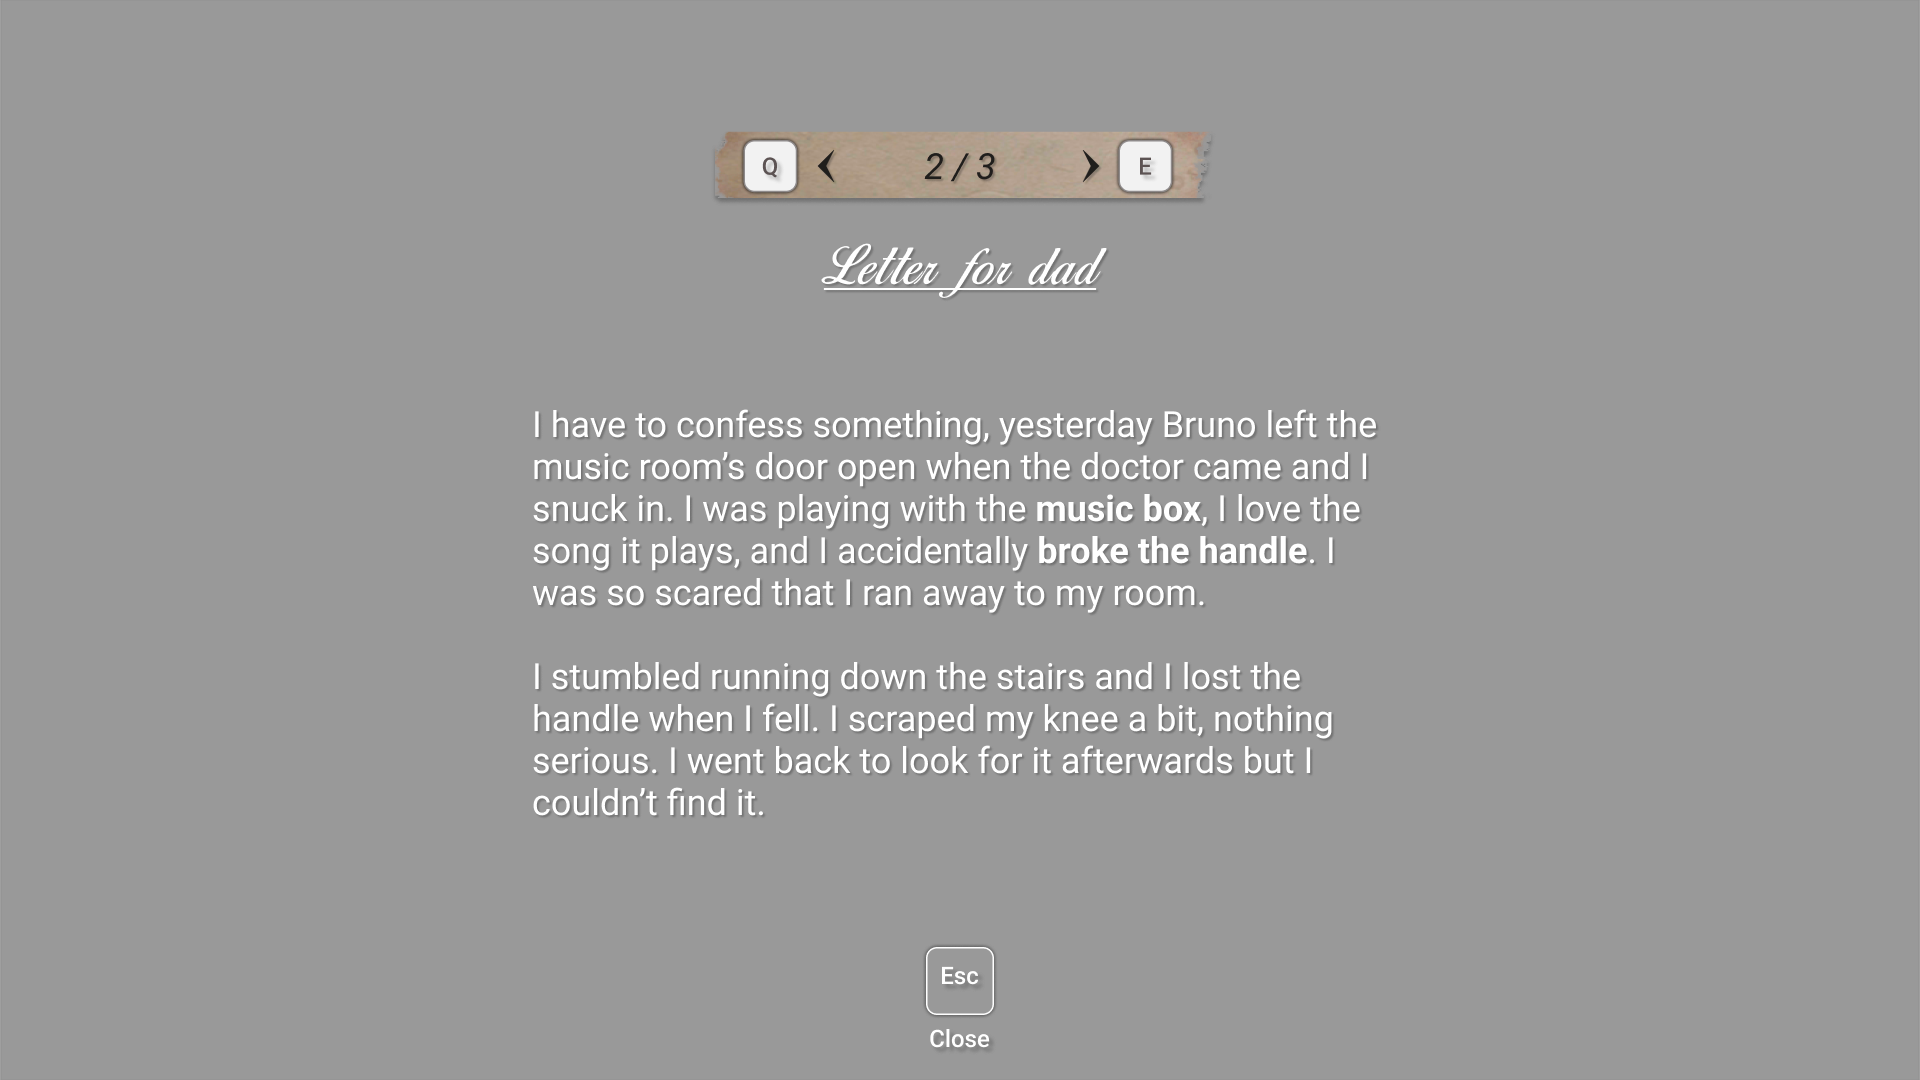 Q 2 / 3 E
Letter for dad
I have to confess something, yesterday Bruno left the
music room’s door open when the doctor came and I
snuck in. I was playing with the music box, I love the
song it plays, and I accidentally broke the handle. I
was so scared that I ran away to my room.
I stumbled running down the stairs and I lost the
handle when I fell. I scraped my knee a bit, nothing
serious. I went back to look for it afterwards but I
couldn’t find it.
Esc
Close